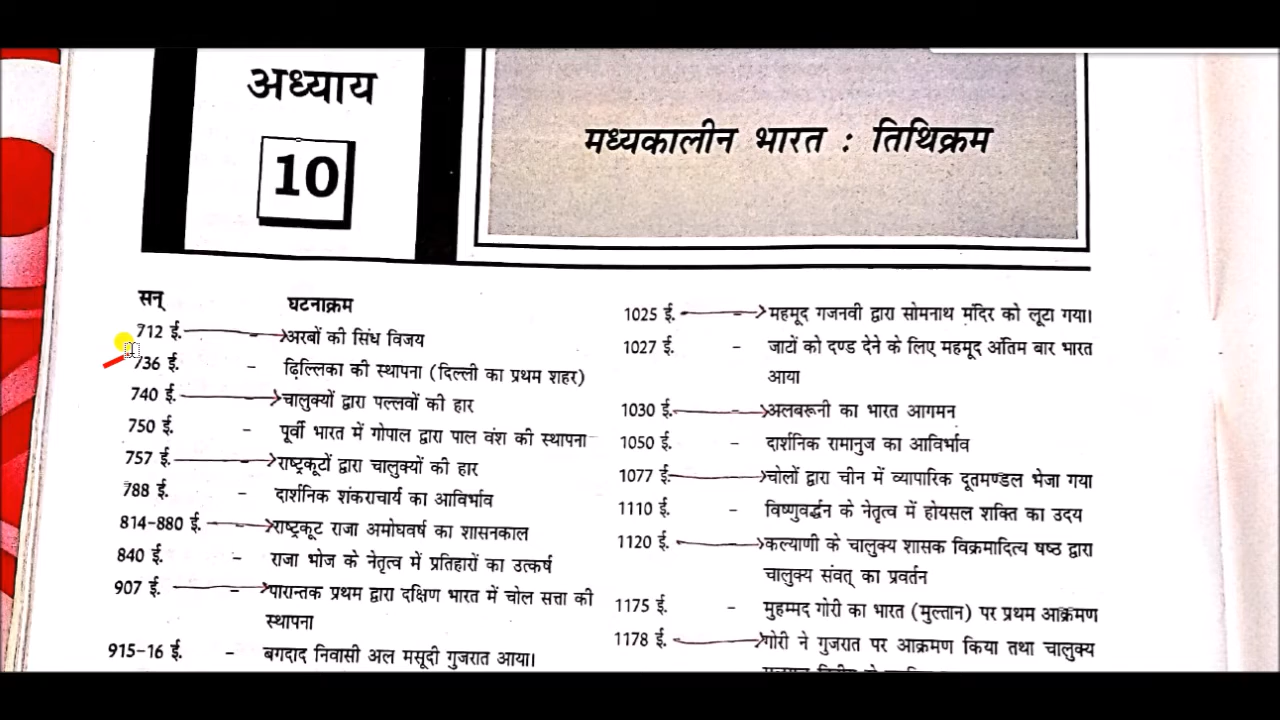 अध्याय
10
मध्यकालीन भारत : तिथिक्रम
सन् घटनाक्रम
712 ई. - अरबों की सिंध विजय
736 ई. - ढ़िल्लिका की स्थापना (दिल्ली का प्रथम शहर)
740 ई. - चालुक्यों द्वारा पल्लवों की हार
750 ई. - पूर्वी भारत में गोपाल द्वारा पाल वंश की स्थापना
757 ई. - राष्ट्रकूटों द्वारा चालुक्यों की हार
788 ई. - दार्शनिक शंकराचार्य का आविर्भाव
814-880 ई. - राष्ट्रकूट राजा अमोघवर्ष का शासनकाल
840 ई. - राजा भोज के नेतृत्व में प्रतिहारों का उत्कर्ष
907 ई. - पारान्तक प्रथम द्वारा दक्षिण भारत में चोल सत्ता की
स्थापना
915-16 ई. - बगदाद निवासी अल मसूदी गुजरात आया।
1025 ई. - महमूद गजनवी द्वारा सोमनाथ मंदिर को लूटा गया।
1027 ई. - जाटों को दण्ड देने के लिए महमूद अंतिम बार भारत
आया
1030 ई. - अलबरूनी का भारत आगमन
1050 ई. - दार्शनिक रामानुज का आविर्भाव
1077 ई. - चोलों द्वारा चीन में व्यापारिक दूतमण्डल भेजा गया
1110 ई. - विष्णुवर्द्धन के नेतृत्व में होयसल शक्ति का उदय
1120 ई. - कल्याणी के चालुक्य शासक विक्रमादित्य षष्ठ द्वारा
चालुक्य संवत् का प्रवर्तन
1175 ई. - मुहम्मद गोरी का भारत (मुल्तान) पर प्रथम आक्रमण
1178 ई. - गोरी ने गुजरात पर आक्रमण किया तथा चालुक्य